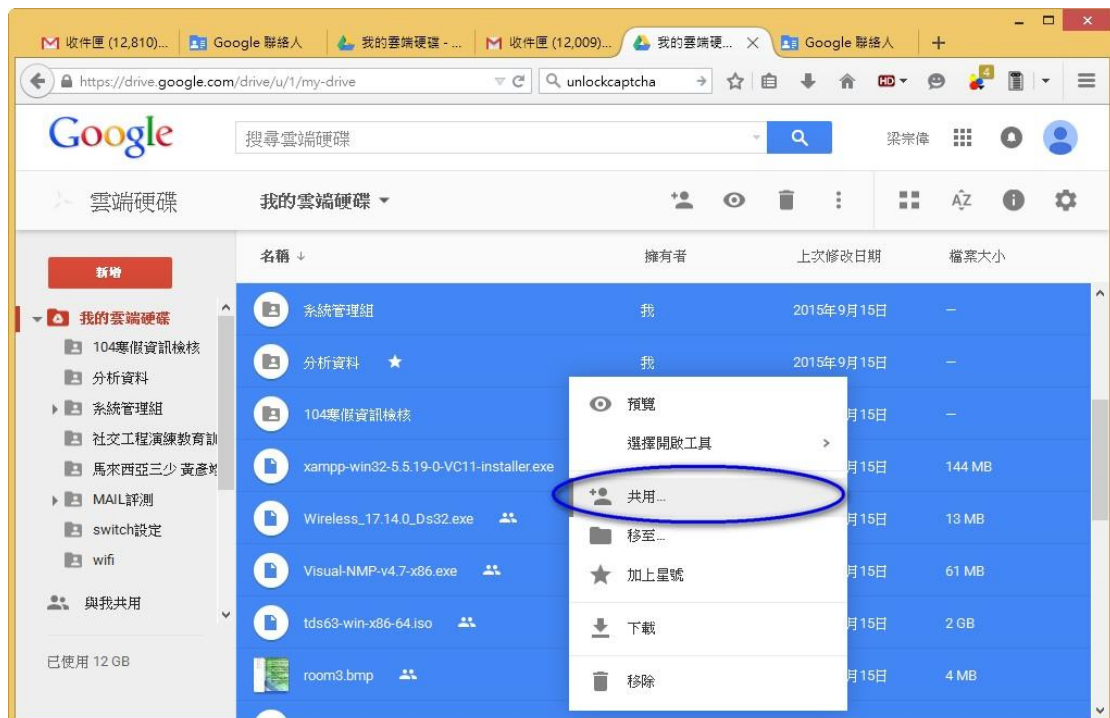 收件匣 (12,810)... Google 聯絡人 我的雲端硬碟 - ... 收件匣 (12,009)... 我的雲端硬... Google 聯絡人
https://drive.google.com/drive/u/1/my-drive unlockcaptcha HD 4
Google 搜尋雲端硬碟 梁宗偉
雲端硬碟 我的雲端硬碟 AZ
新增 名稱 擁有者 上次修改日期 檔案大小
我的雲端硬碟
104寒假資訊檢核
分析資料
系統管理組
社交工程演練教育訓
馬來西亞三少 黃彥
MAIL評測
switch設定
wifi
與我共用
已使用 12 GB
系統管理組 我 2015年9月15日 –
分析資料 我 2015年9月15日 –
104寒假資訊檢核 月15日 –
xampp-win32-5.5.19-0-VC11-installer.exe 月15日 144 MB
Wireless_17.14.0_Ds32.exe 月15日 13 MB
Visual-NMP-v4.7-x86.exe 月15日 61 MB
tds63-win-x86-64.iso 月15日 2 GB
room3.bmp 月15日 4 MB
預覽
選擇開啟工具
共用...
移至...
加上星號
下載
移除